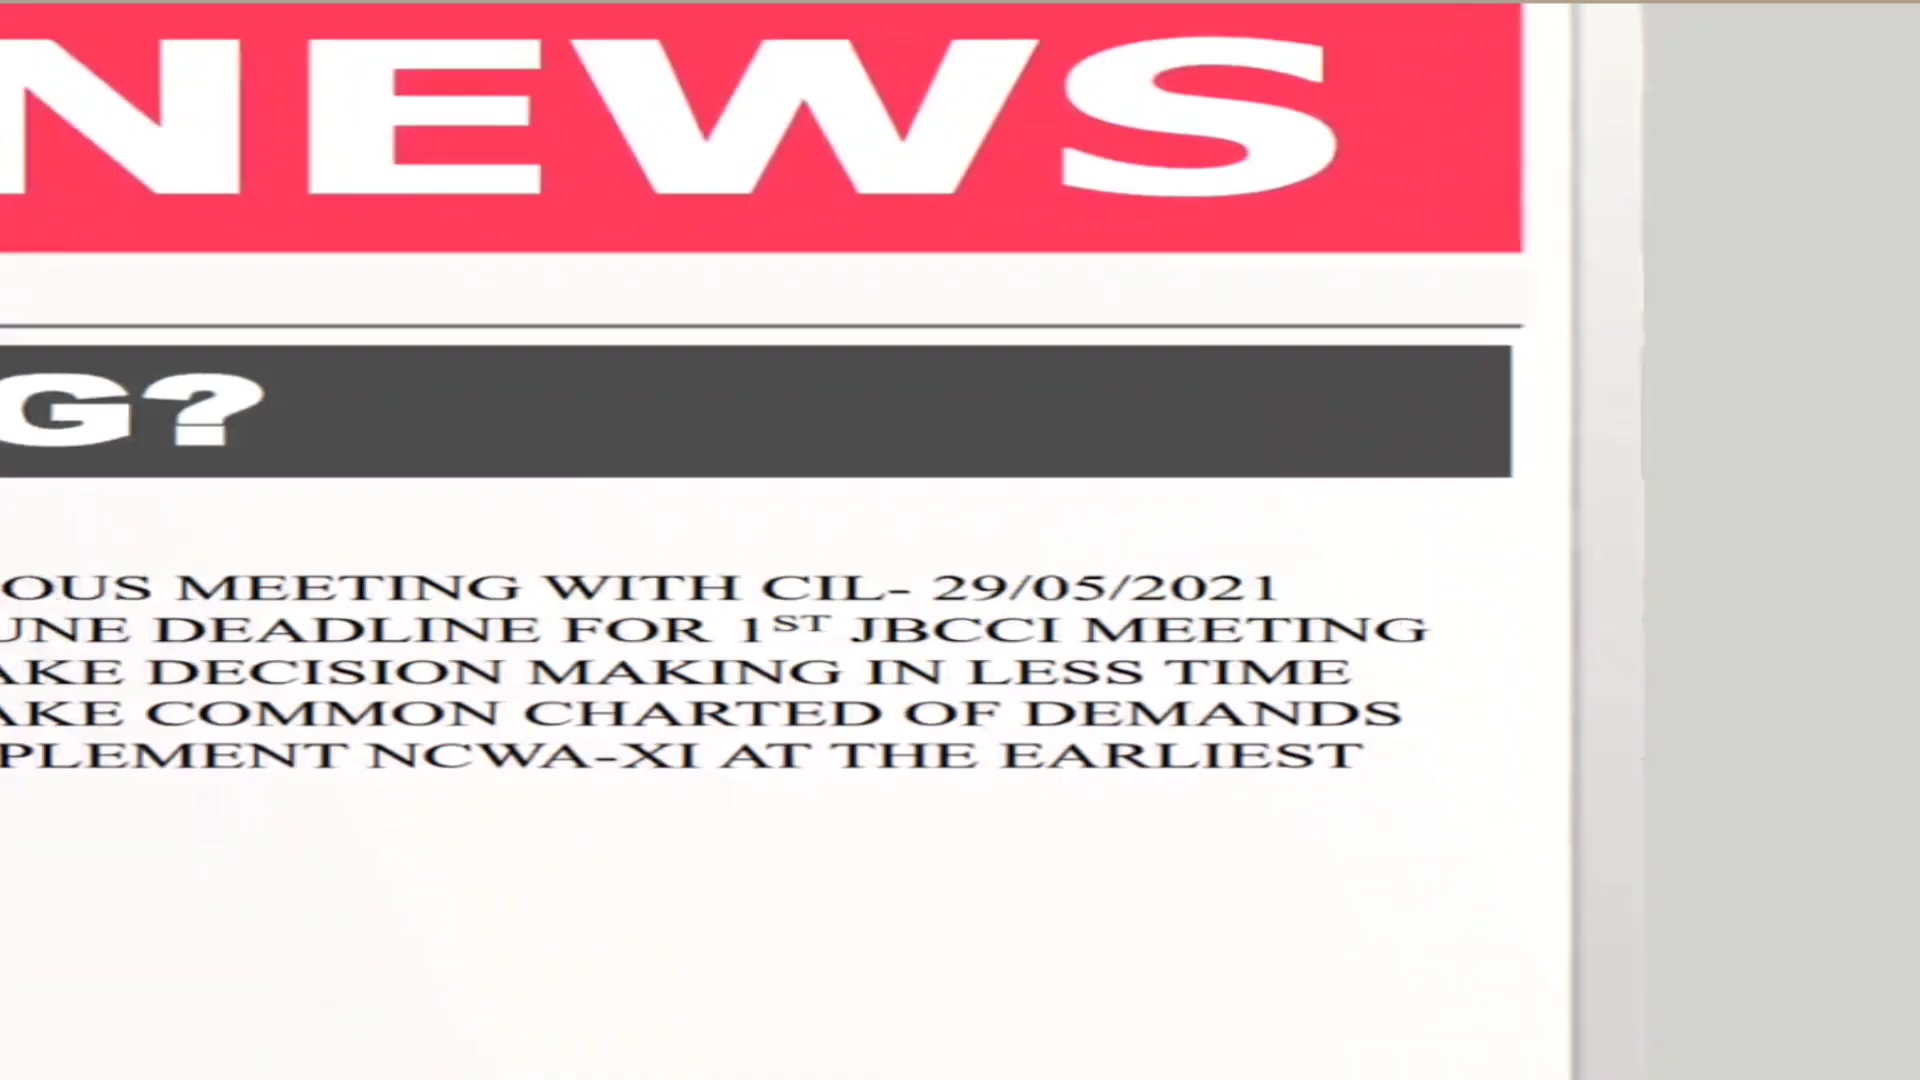 NEWS
G?
OUS MEETING WITH CIL- 29/05/2021
UNE DEADLINE FOR 1ST JBCCI MEETING
AKE DECISION MAKING IN LESS TIME
AKE COMMON CHARTED OF DEMANDS
PLEMENT NCWA-XI AT THE EARLIEST